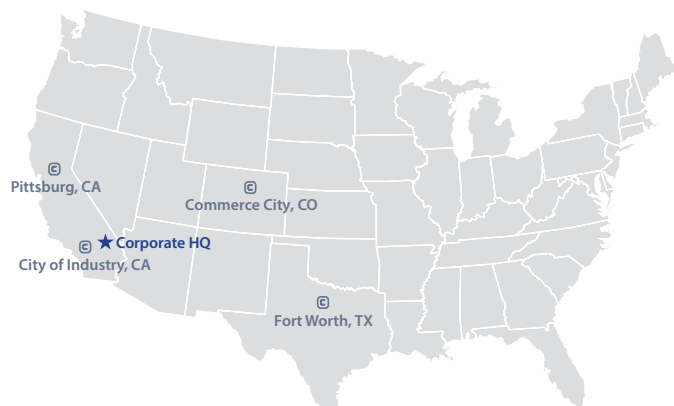 Pittsburg, CA
Commerce City, CO
Corporate HQ
City of Industry, CA
Fort Worth, TX